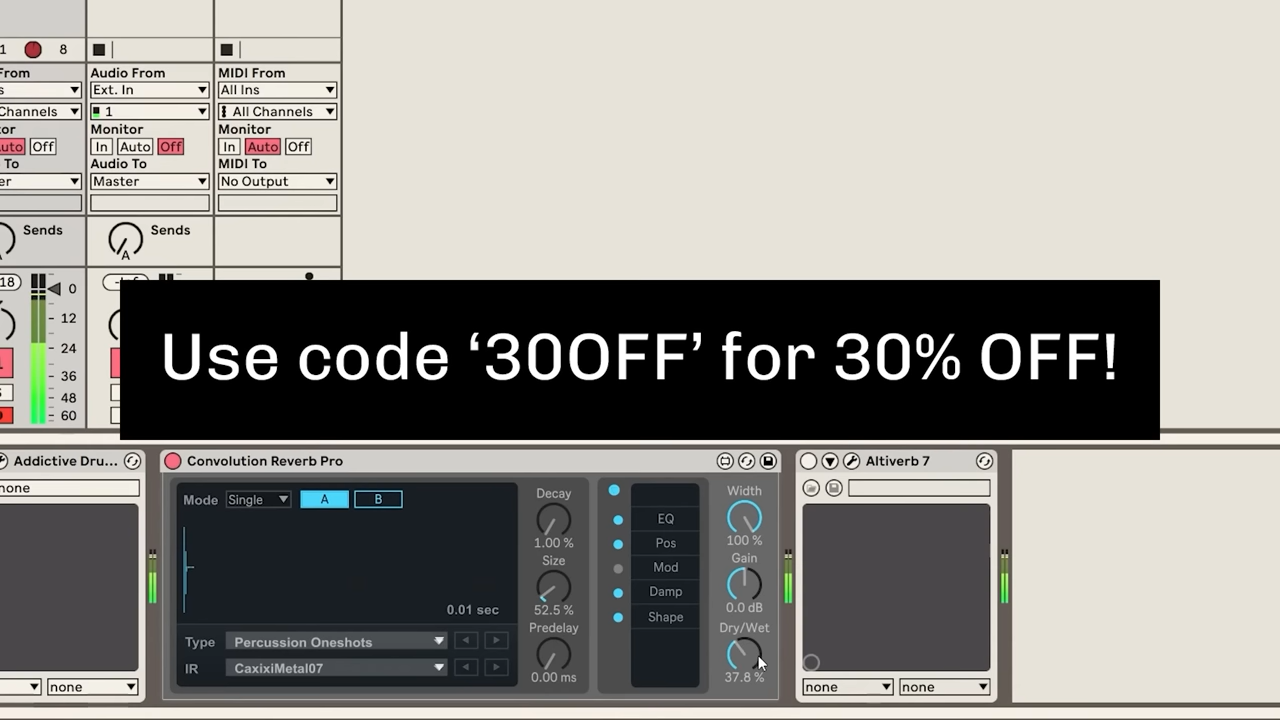 1 8
From Audio From MIDI From
Ext. In All Ins
Channels 1 All Channels
Monitor Monitor
Auto Off In Auto Off In Auto Off
To Audio To MIDI To
Master No Output
Sends Sends
A
18 0
12
24
36
48
60
Use code ‘30OFF’ for 30% OFF!
Addictive Dru... Convolution Reverb Pro Altiverb 7
none
Mode Single A B
0.01 sec
Type Percussion Oneshots
IR CaxixiMetal07
Decay
1.00 %
Size
52.5 %
Predelay
0.00 ms
EQ
Pos
Mod
Damp
Shape
Width
100 %
Gain
0.0 dB
Dry/Wet
37.8 %
none none none